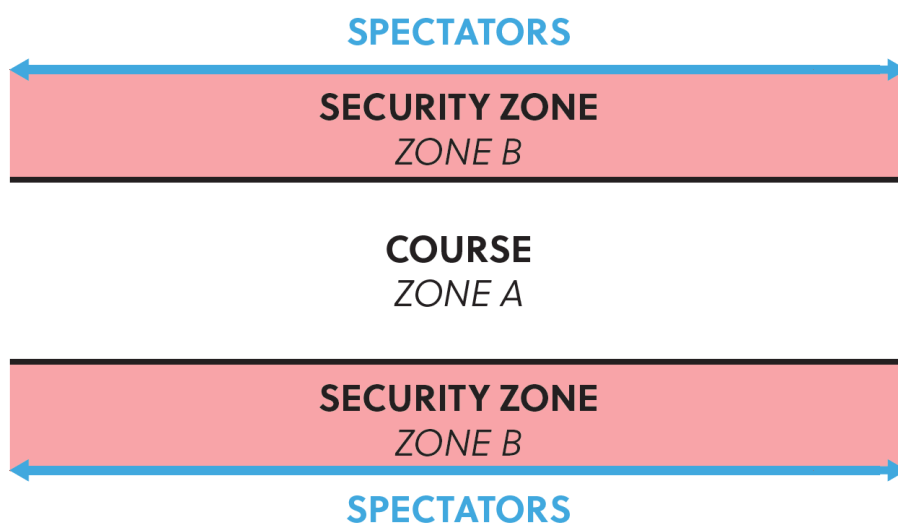 SPECTATORS
SECURITY ZONE
ZONE B
COURSE
ZONE A
SECURITY ZONE
ZONE B
SPECTATORS